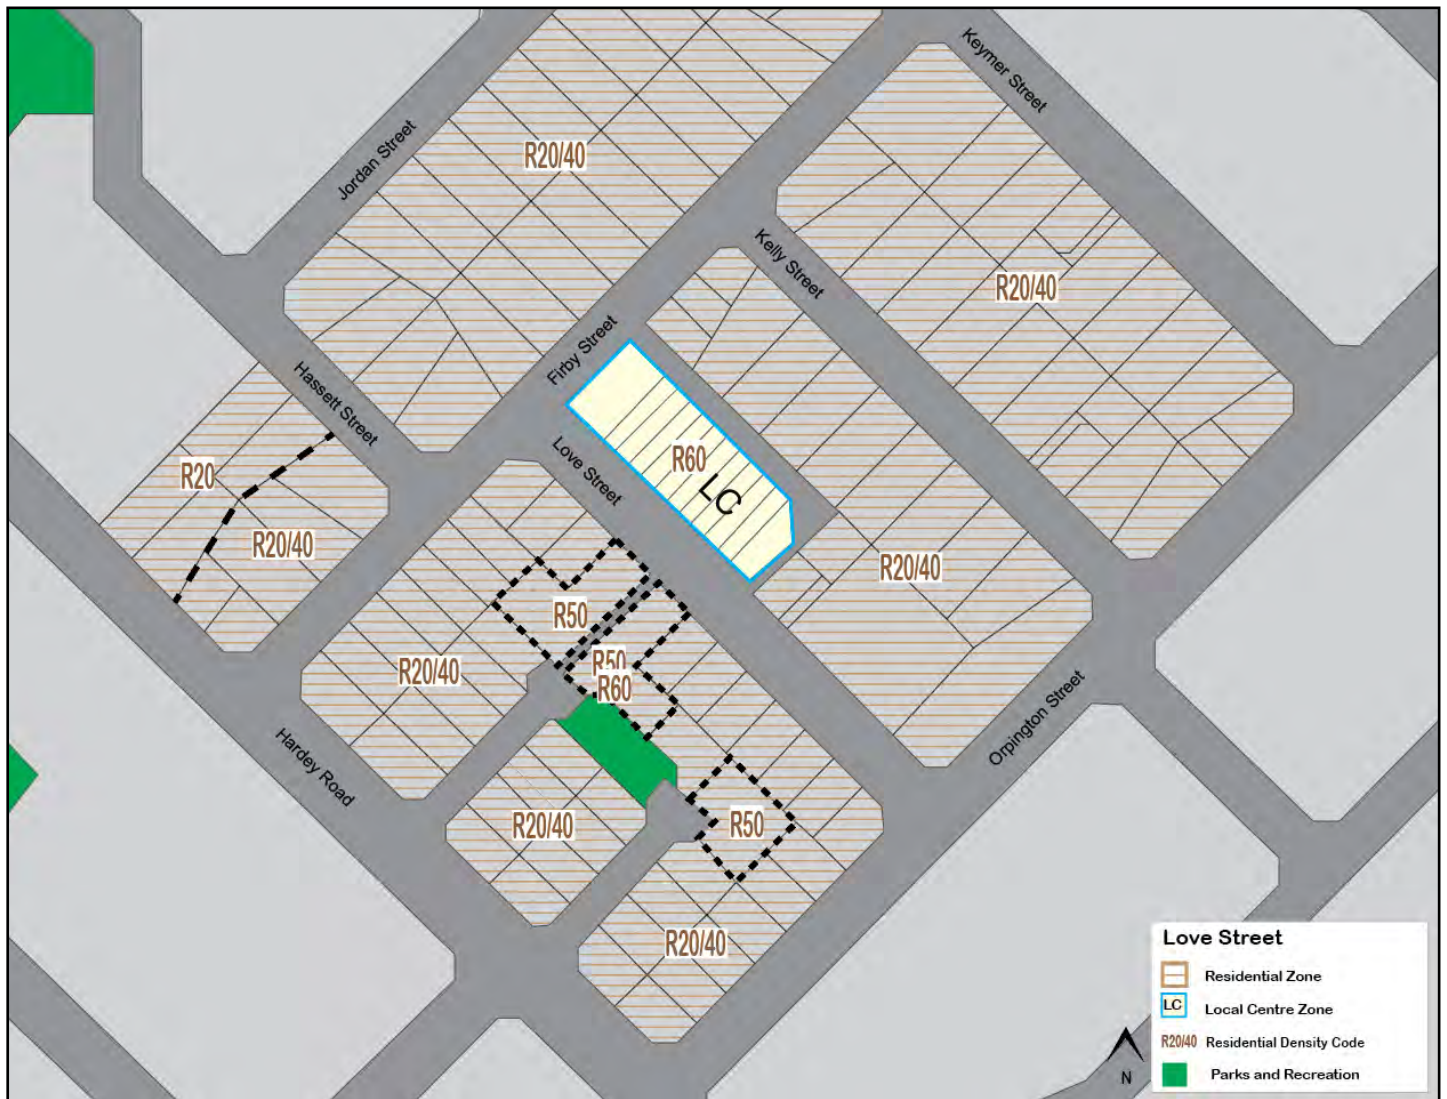 Keymer Street
Jordan Street
R20/40
Kelly Street
R20/40
Firby Street
Hassett Street
Love Street
R60
LC
R20
R20/40
R20/40
R50
R20/40
R50
R60
Orpington Street
Hardey Road
R20/40
R50
R20/40
Love Street
Residential Zone
LC Local Centre Zone
R20/40 Residential Density Code
Parks and Recreation
N